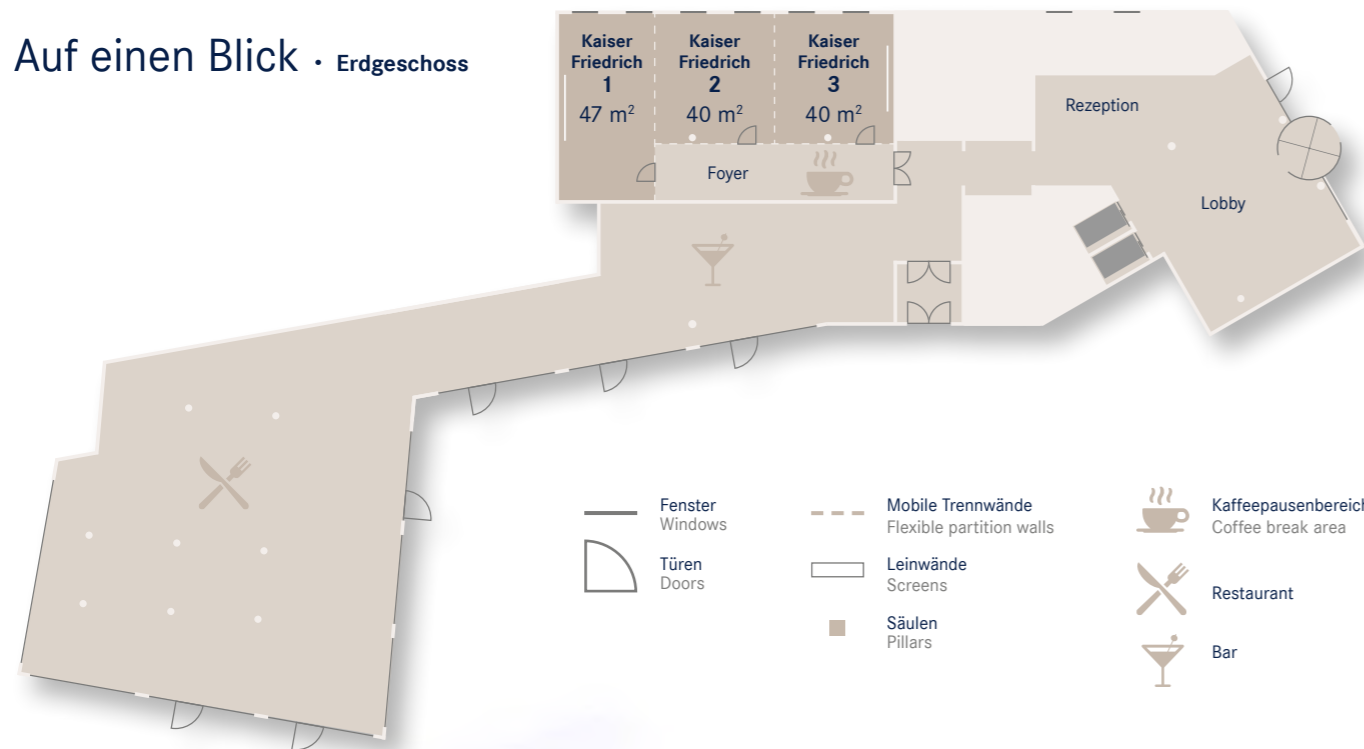 Auf einen Blick · Erdgeschoss
Kaiser
Friedrich
1
47 m²
Kaiser
Friedrich
2
40 m²
Kaiser
Friedrich
3
40 m²
Foyer
Rezeption
Lobby
Fenster
Windows
Türen
Doors
Mobile Trennwände
Flexible partition walls
Leinwände
Screens
Säulen
Pillars
Kaffeepausenbereich
Coffee break area
Restaurant
Bar